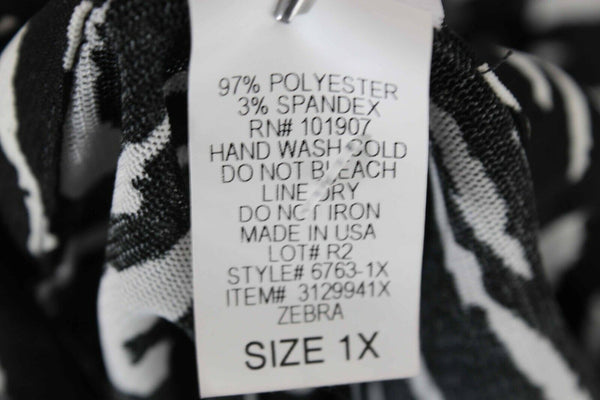 97% POLYESTER
3% SPANDEX
RN# 101907
HAND WASH COLD
DO NOT BLEACH
LINE DRY
DO NOT IRON
MADE IN USA
LOT# R2
STYLE# 6763-1X
ITEM# 3129941X
ZEBRA
SIZE 1X